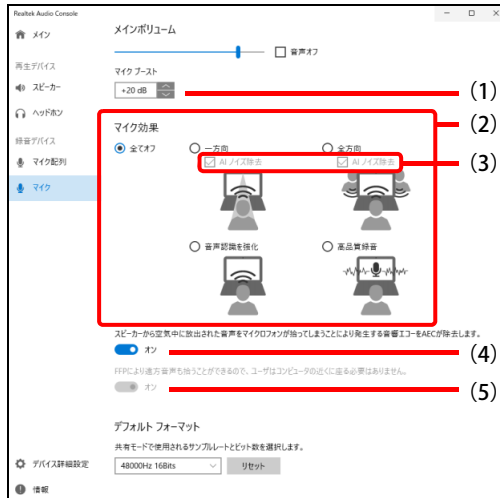 Realtek Audio Console
メイン
再生デバイス
スピーカー
ヘッドホン
録音デバイス
マイク配列
マイク
デバイス詳細設定
情報
メインボリューム
音声オフ
マイク ブースト
+20 dB
(1)
(2)
マイク効果
全てオフ
一方向
全方向
AI ノイズ除去
AI ノイズ除去
(3)
音声認識を強化
高品質録音
スピーカーから空気中に放出された音声をマイクロフォンが拾ってしまうことにより発生する音響エコーをAECが除去します。
オン
(4)
FFPにより遠方音声も拾うことができるので、ユーザはコンピュータの近くに座る必要はありません。
オン
(5)
デフォルト フォーマット
共有モードで使用されるサンプルレートとビット数を選択します。
48000Hz 16Bits
リセット